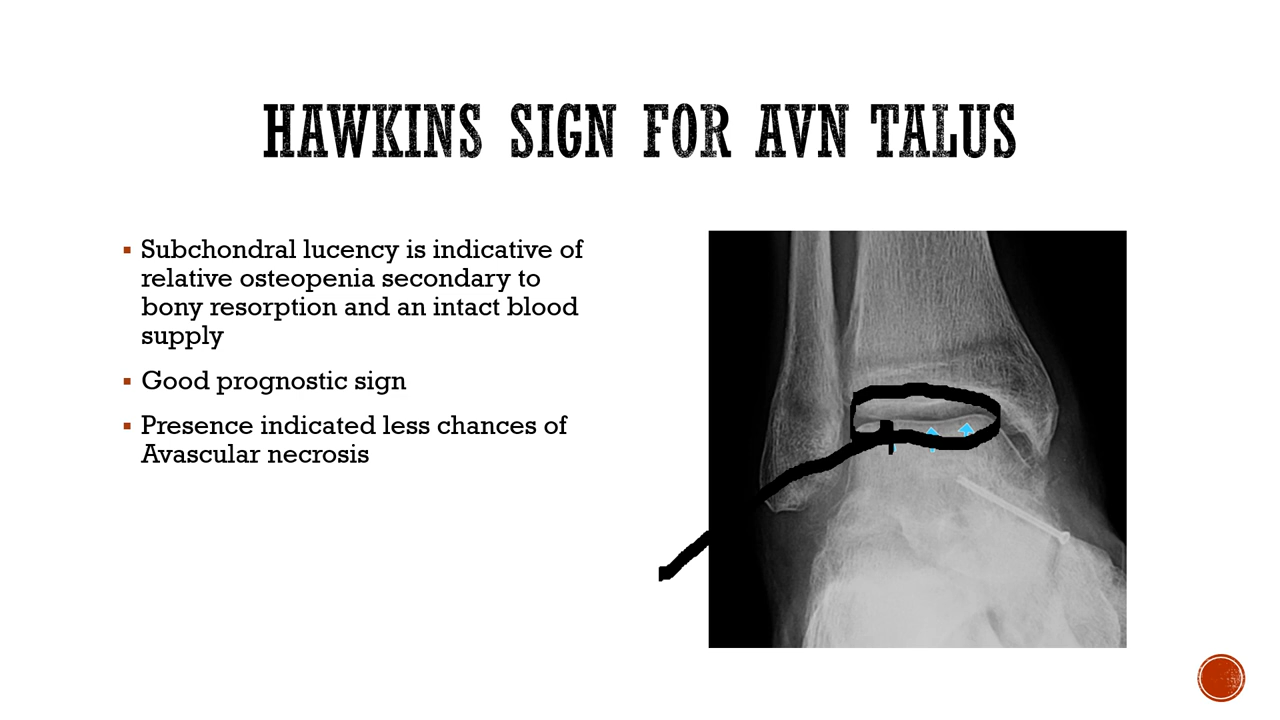 HAWKINS SIGN FOR AVN TALUS
Subchondral lucency is indicative of
relative osteopenia secondary to
bony resorption and an intact blood
supply
Good prognostic sign
Presence indicated less chances of
Avascular necrosis